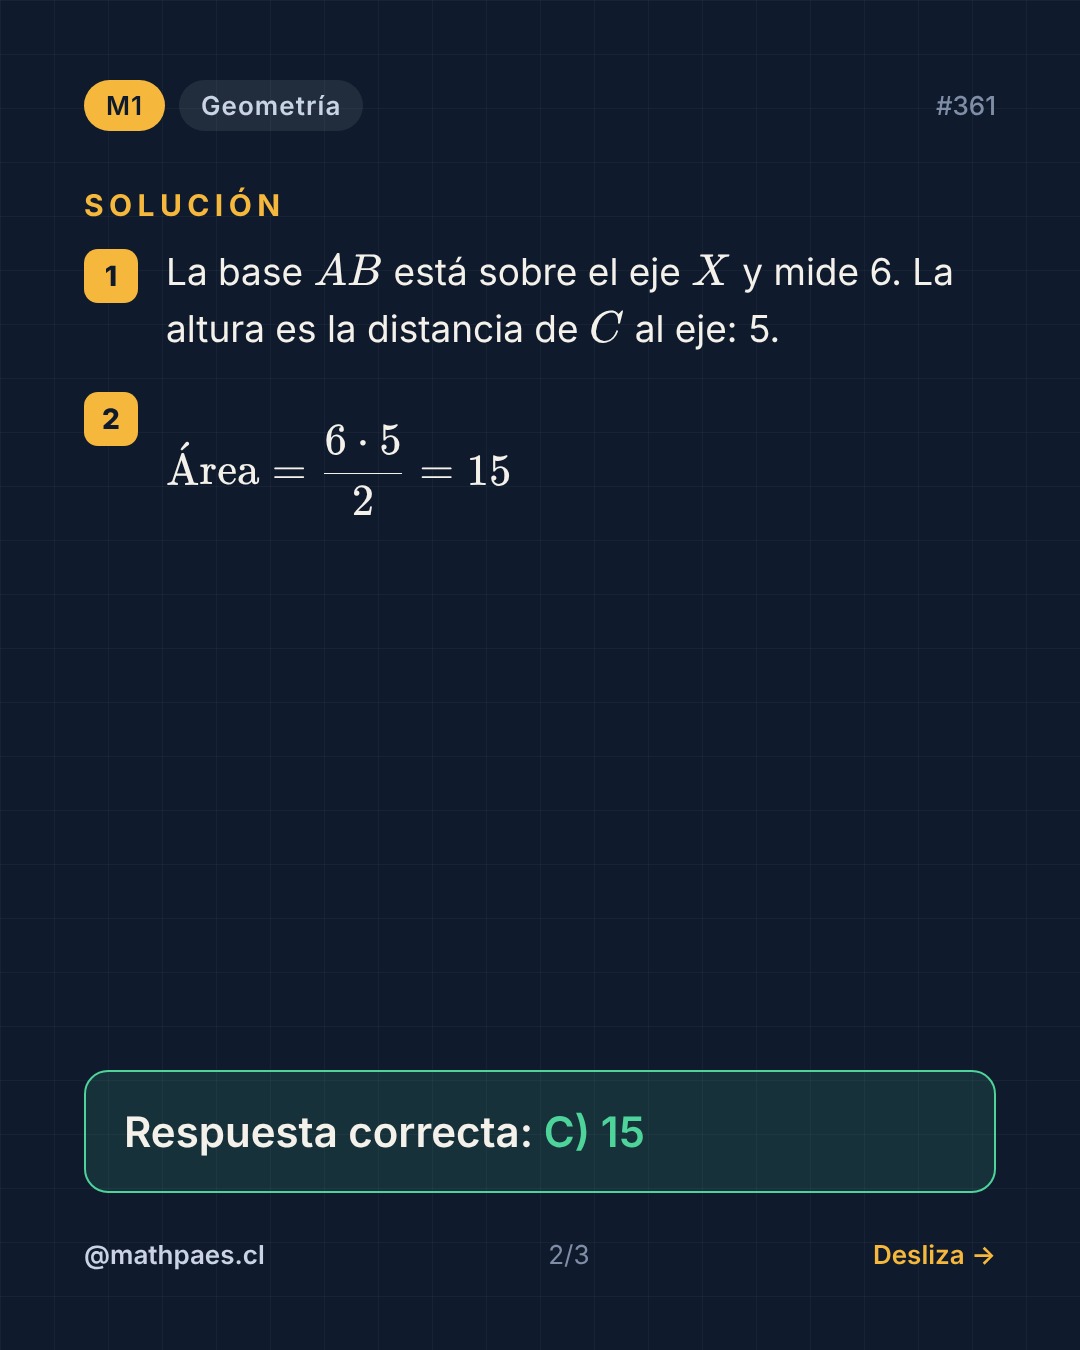 M1 Geometría #361
SOLUCIÓN
1 La base AB está sobre el eje X y mide 6. La
altura es la distancia de C al eje: 5.
2 Área = \frac{6 · 5}{2} = 15
Respuesta correcta: C) 15
@mathpaes.cl 2/3 Desliza →